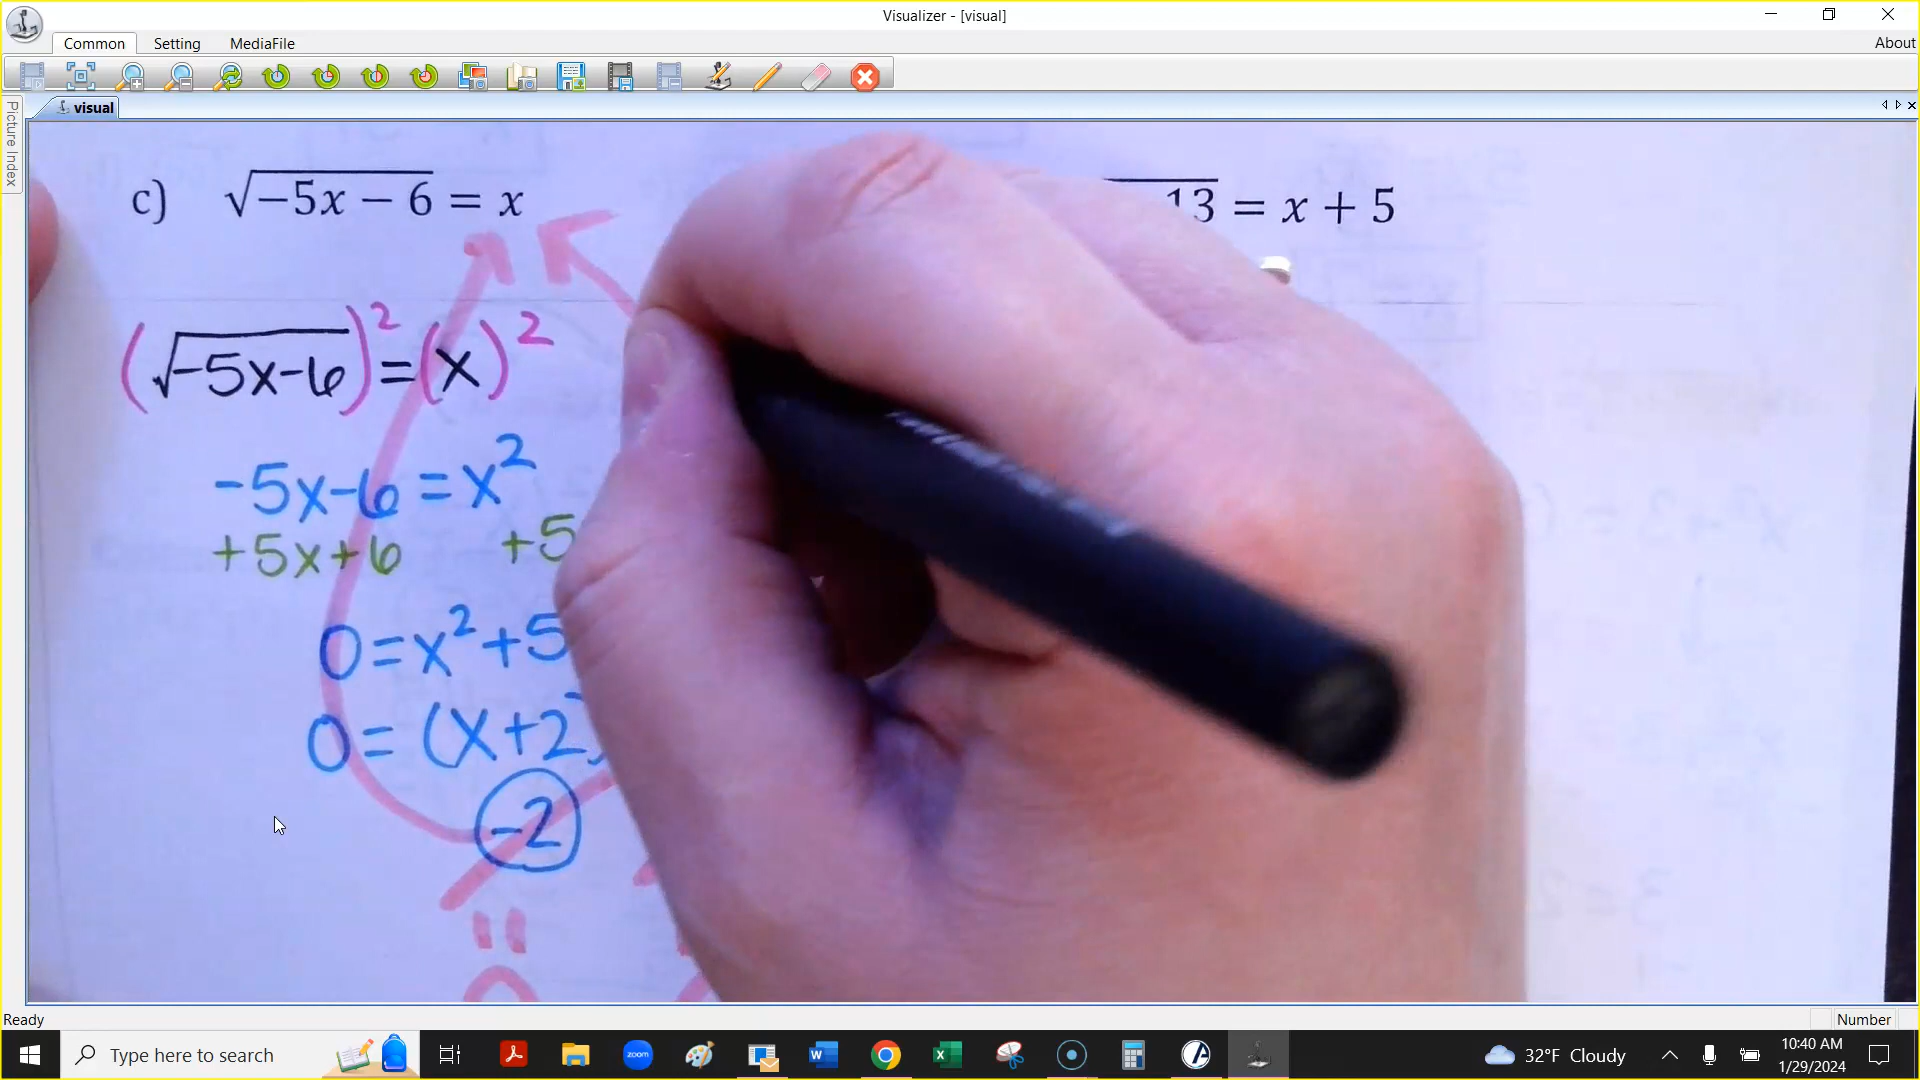 Visualizer - [visual]
Common Setting MediaFile About
Picture Index
visual
c) √−5x − 6 = x
13 = x + 5
(√-5x-6)² = (x)²
-5x-6 = x²
+5x+6 +5
0 = x² + 5
0 = (x+2)
-2
Ready
Number
Type here to search
zoom
32°F Cloudy
10:40 AM
1/29/2024